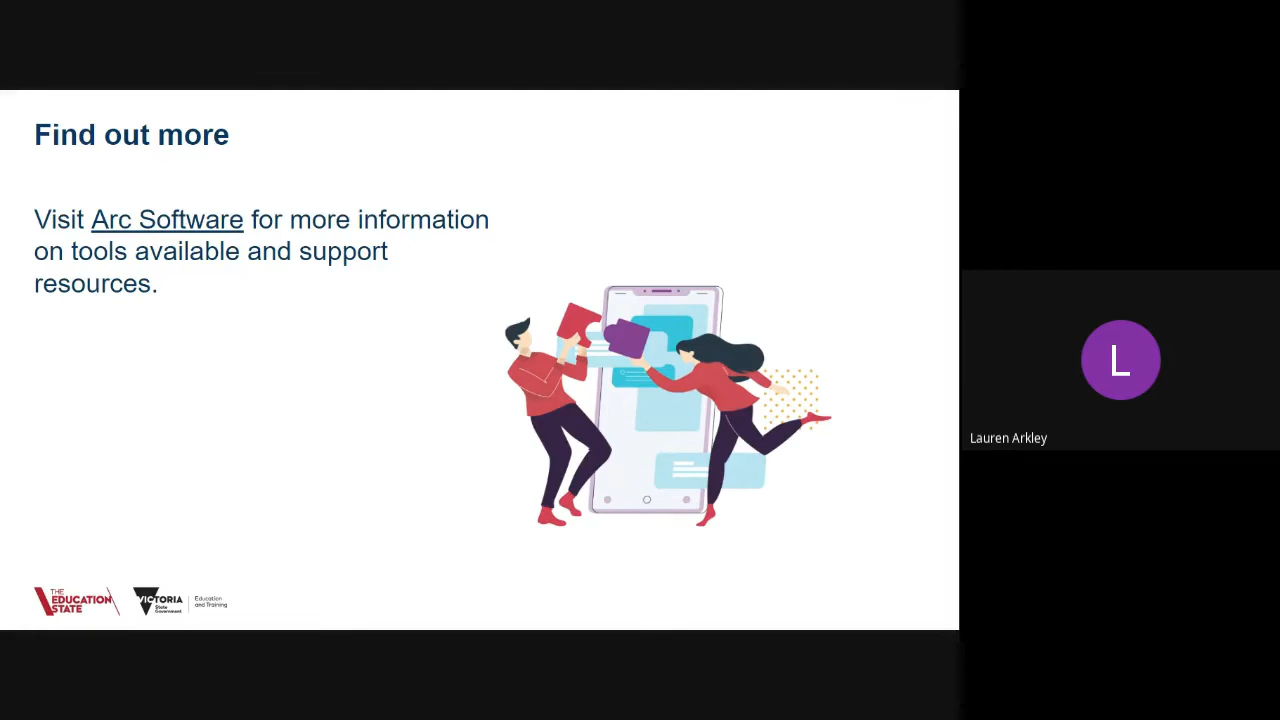 Find out more
Visit Arc Software for more information
on tools available and support
resources.
L
Lauren Arkley
THE
EDUCATION
STATE
VICTORIA
State
Government
Education
and Training